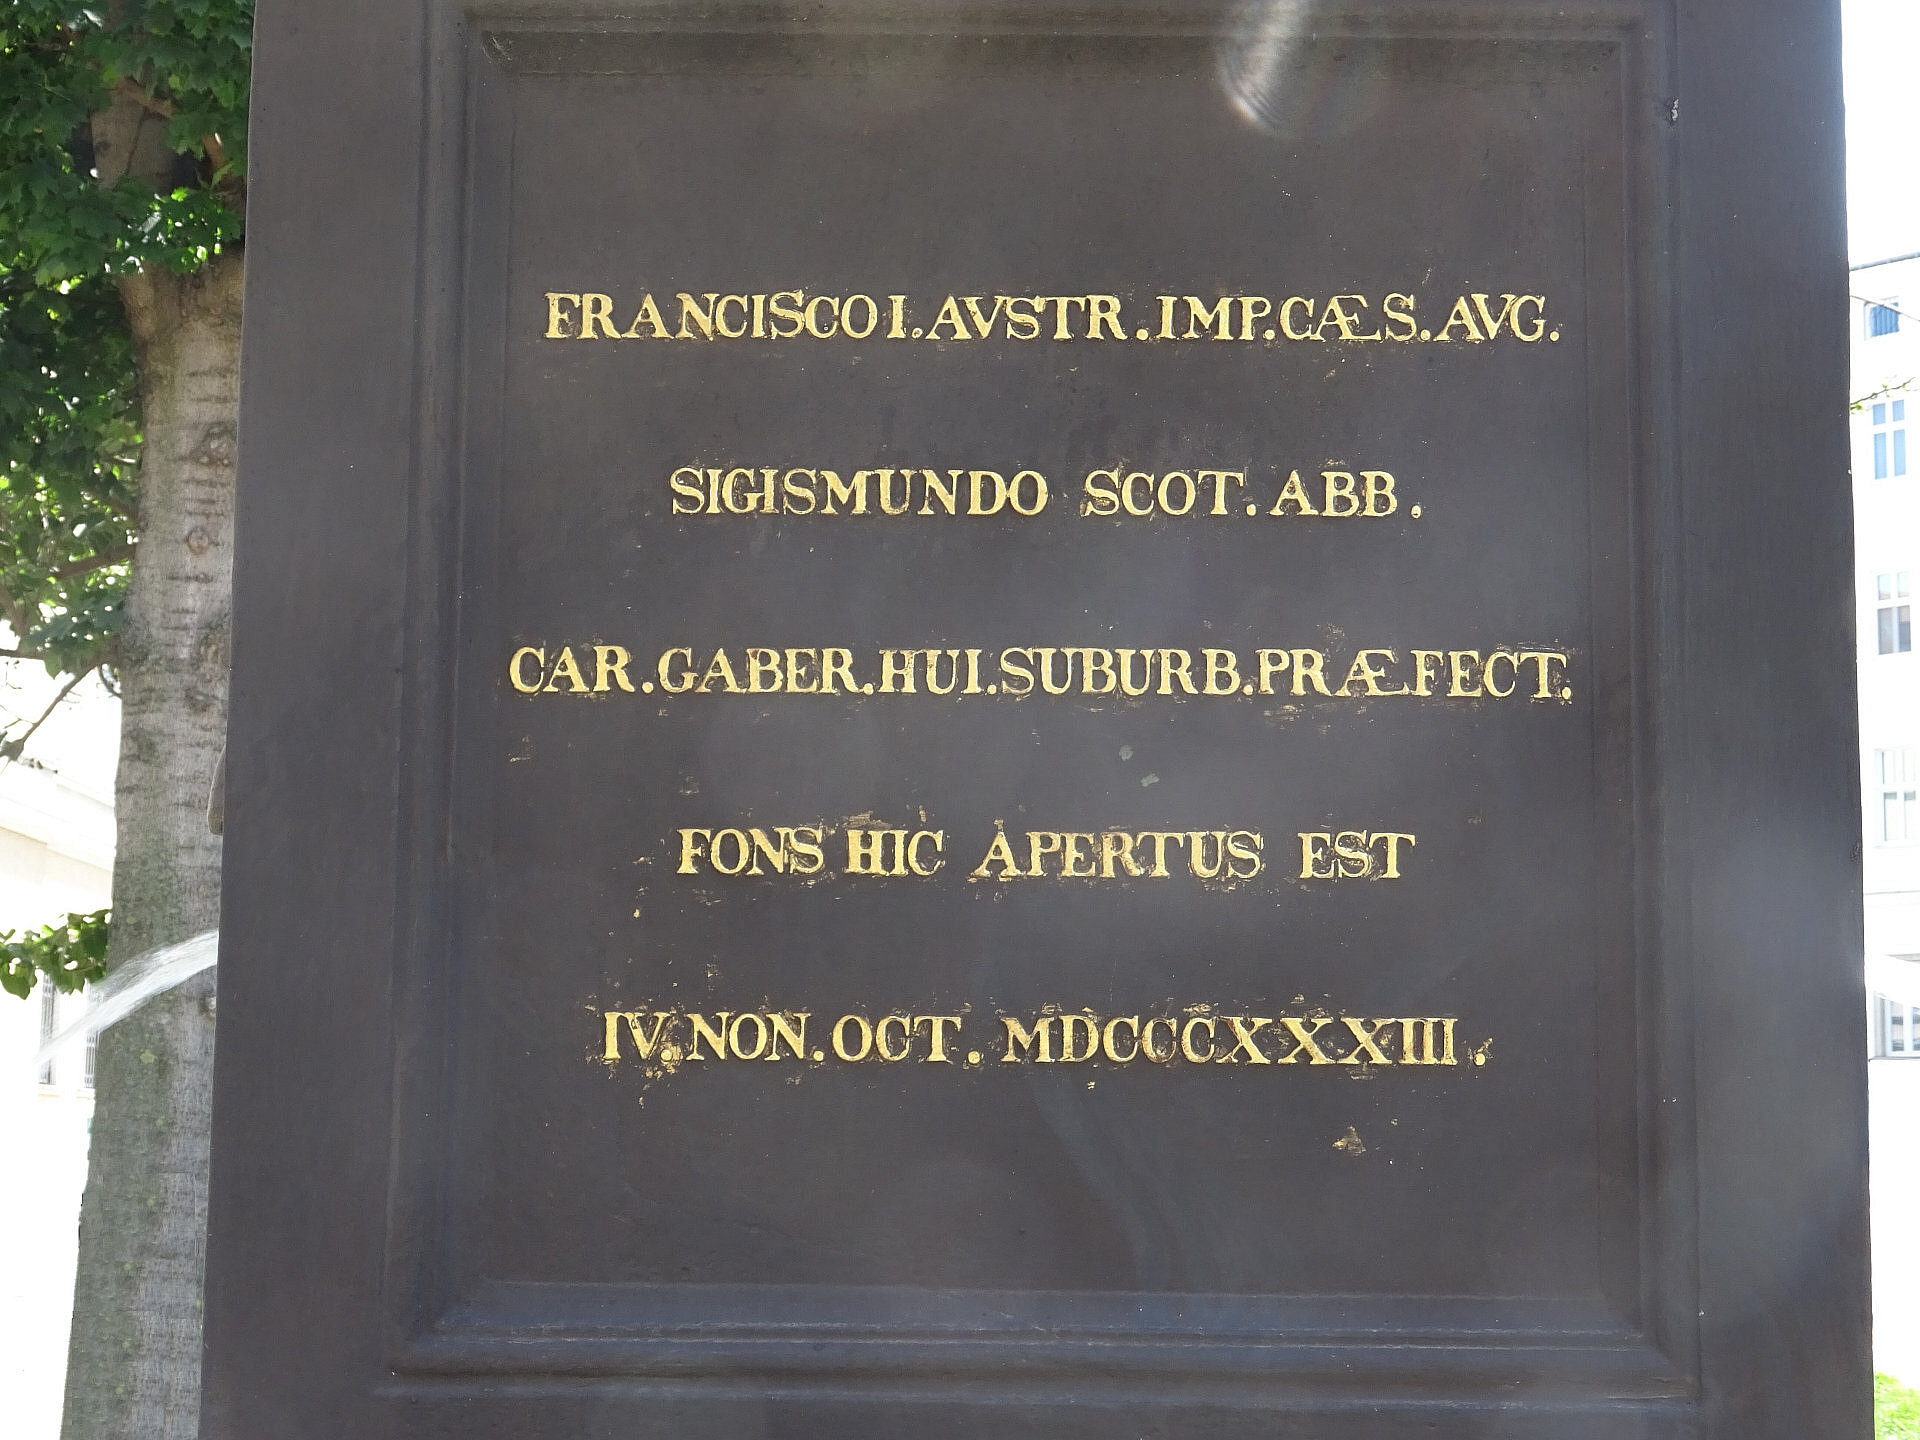 FRANCISCO I. AVSTR. IMP. CÆS. AVG.
SIGISMUNDO SCOT. ABB.
CAR. GABER. HUI. SUBURB. PRÆFECT.
FONS HIC APERTUS EST
IV. NON. OCT. MDCCCXXXIII.